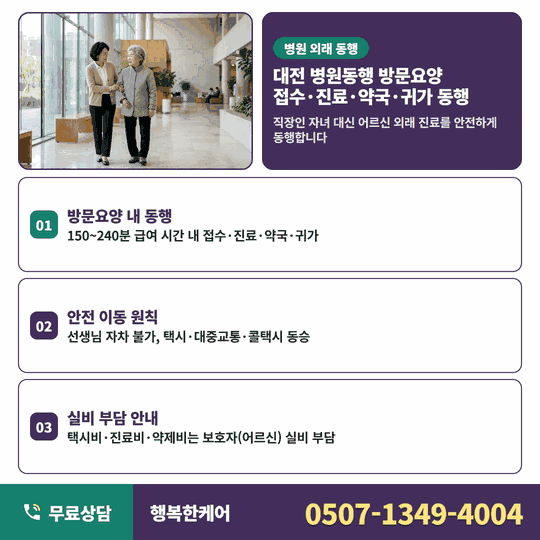 병원 외래 동행
대전 병원동행 방문요양
접수·진료·약국·귀가 동행
직장인 자녀 대신 어르신 외래 진료를 안전하게
동행합니다
01
방문요양 내 동행
150~240분 급여 시간 내 접수·진료·약국·귀가
02
안전 이동 원칙
선생님 자차 불가, 택시·대중교통·콜택시 동승
03
실비 부담 안내
택시비·진료비·약제비는 보호자(어르신) 실비 부담
무료상담
행복한케어
0507-1349-4004